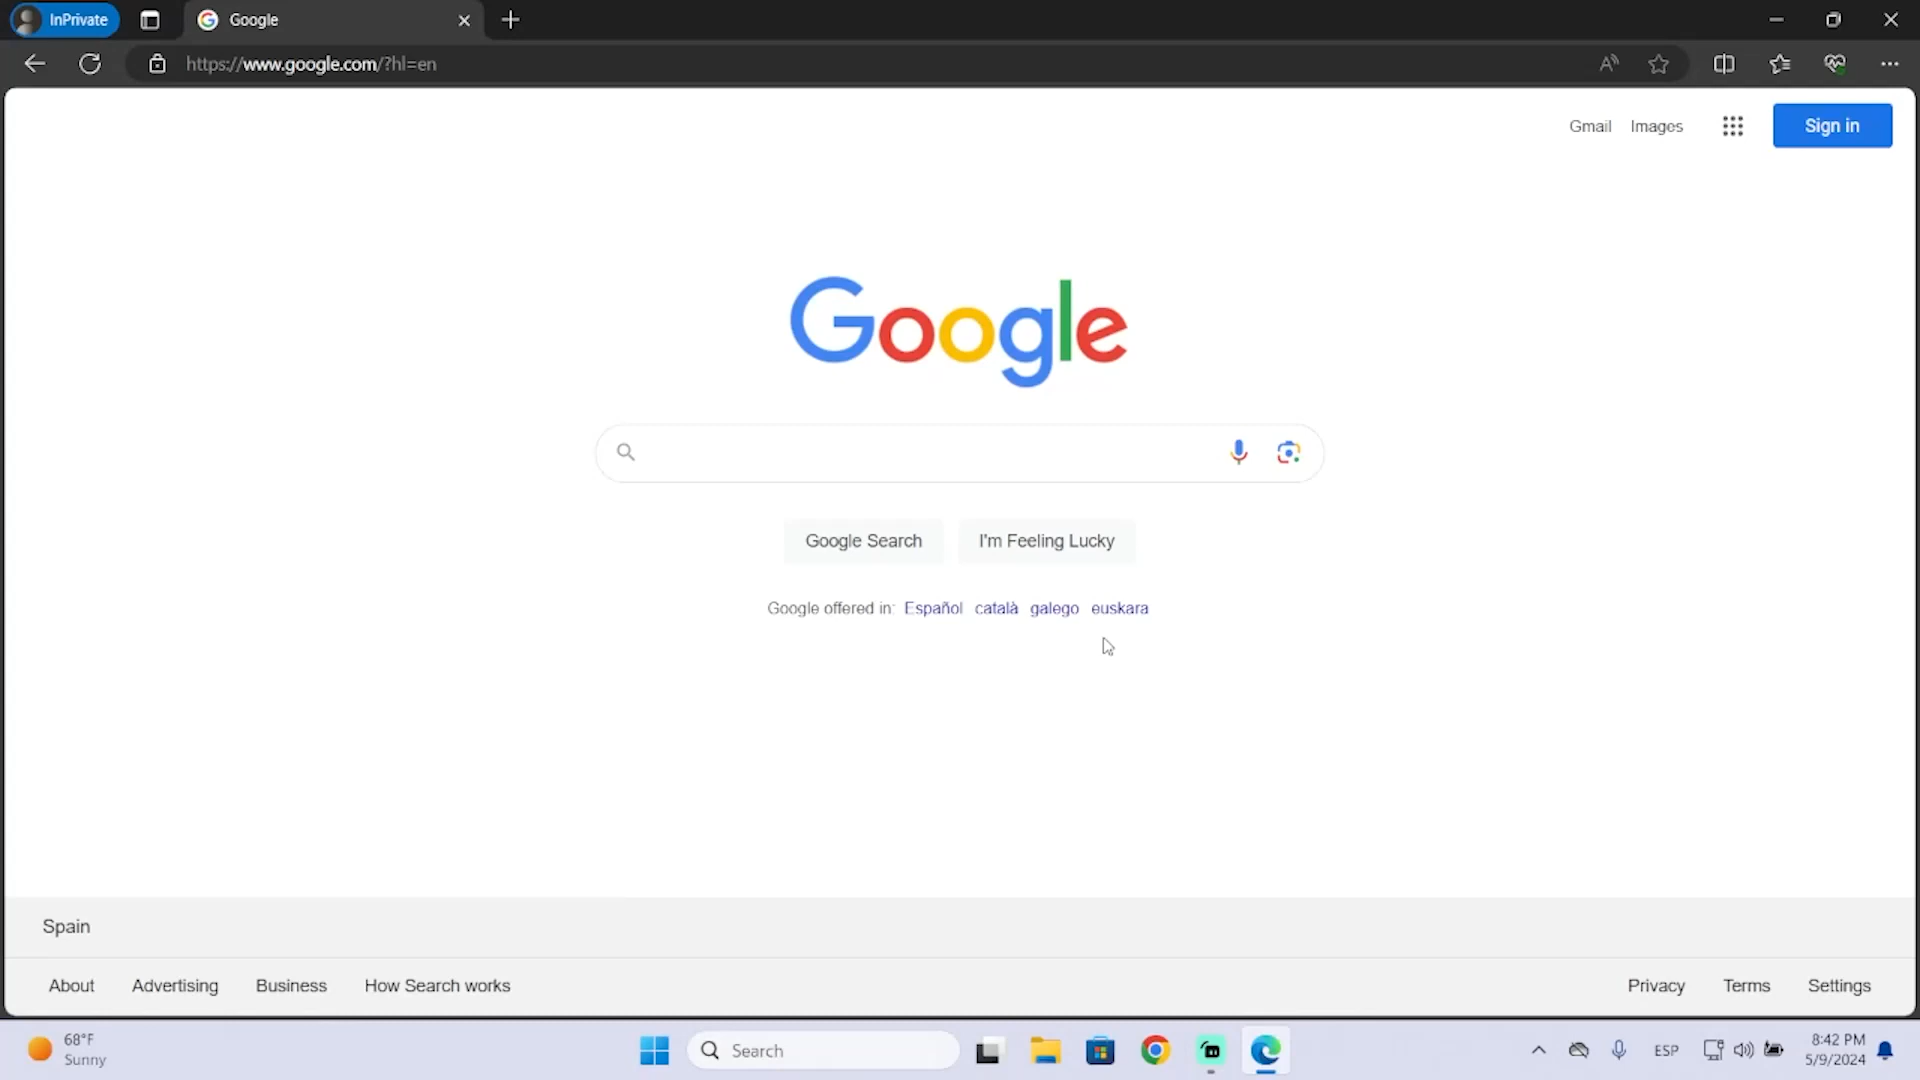 InPrivate
Google
https://www.google.com/?hl=en
Gmail Images Sign in
Google
Google Search I'm Feeling Lucky
Google offered in: Español català galego euskara
Spain
About Advertising Business How Search works Privacy Terms Settings
68°F
Sunny
Search
ESP
8:42 PM
5/9/2024